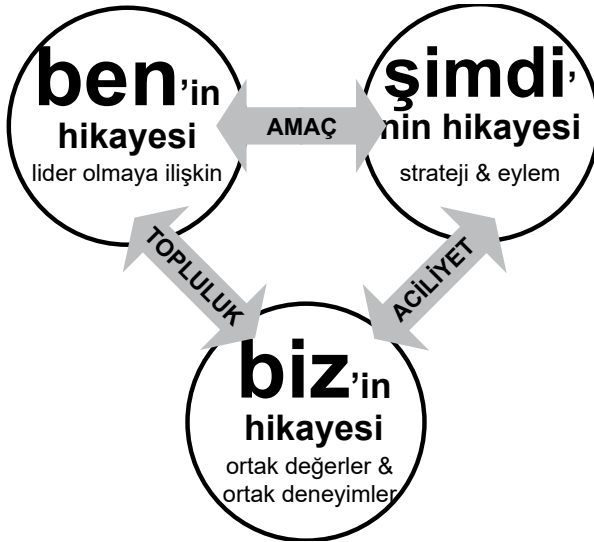 ben'in
hikayesi
lider olmaya ilişkin
AMAÇ
şimdi'
nin hikayesi
strateji & eylem
TOPLULUK
ACİLİYET
biz'in
hikayesi
ortak değerler &
ortak deneyimler